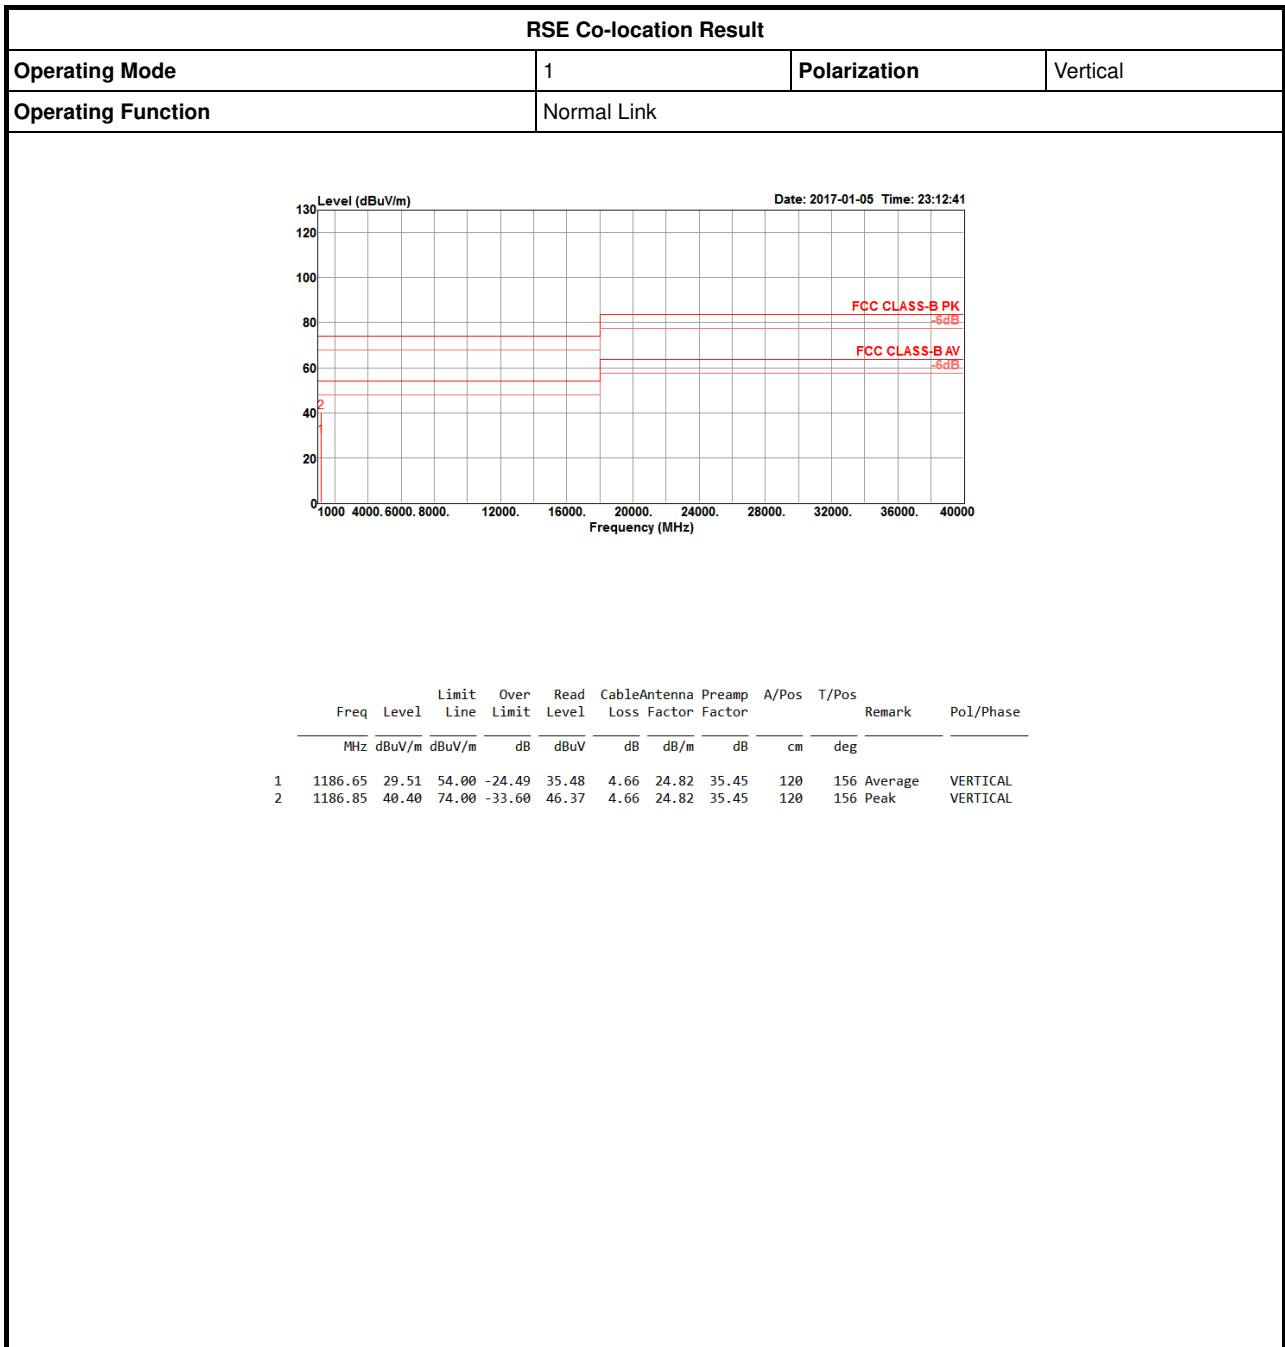 RSE Co-location Result
Operating Mode 1 Polarization Vertical
Operating Function Normal Link
Level (dBuV/m) Date: 2017-01-05 Time: 23:12:41
130
120
100
FCC CLASS-B PK
80 -6dB
FCC CLASS-B AV
60 -6dB
2
40
1
20
0
1000 4000. 6000. 8000. 12000. 16000. 20000. 24000. 28000. 32000. 36000. 40000
Frequency (MHz)
Limit Over Read CableAntenna Preamp A/Pos T/Pos
Freq Level Line Limit Level Loss Factor Factor Remark Pol/Phase
MHz dBuV/m dBuV/m dB dBuV dB dB/m dB cm deg
1 1186.65 29.51 54.00 -24.49 35.48 4.66 24.82 35.45 120 156 Average VERTICAL
2 1186.85 40.40 74.00 -33.60 46.37 4.66 24.82 35.45 120 156 Peak VERTICAL